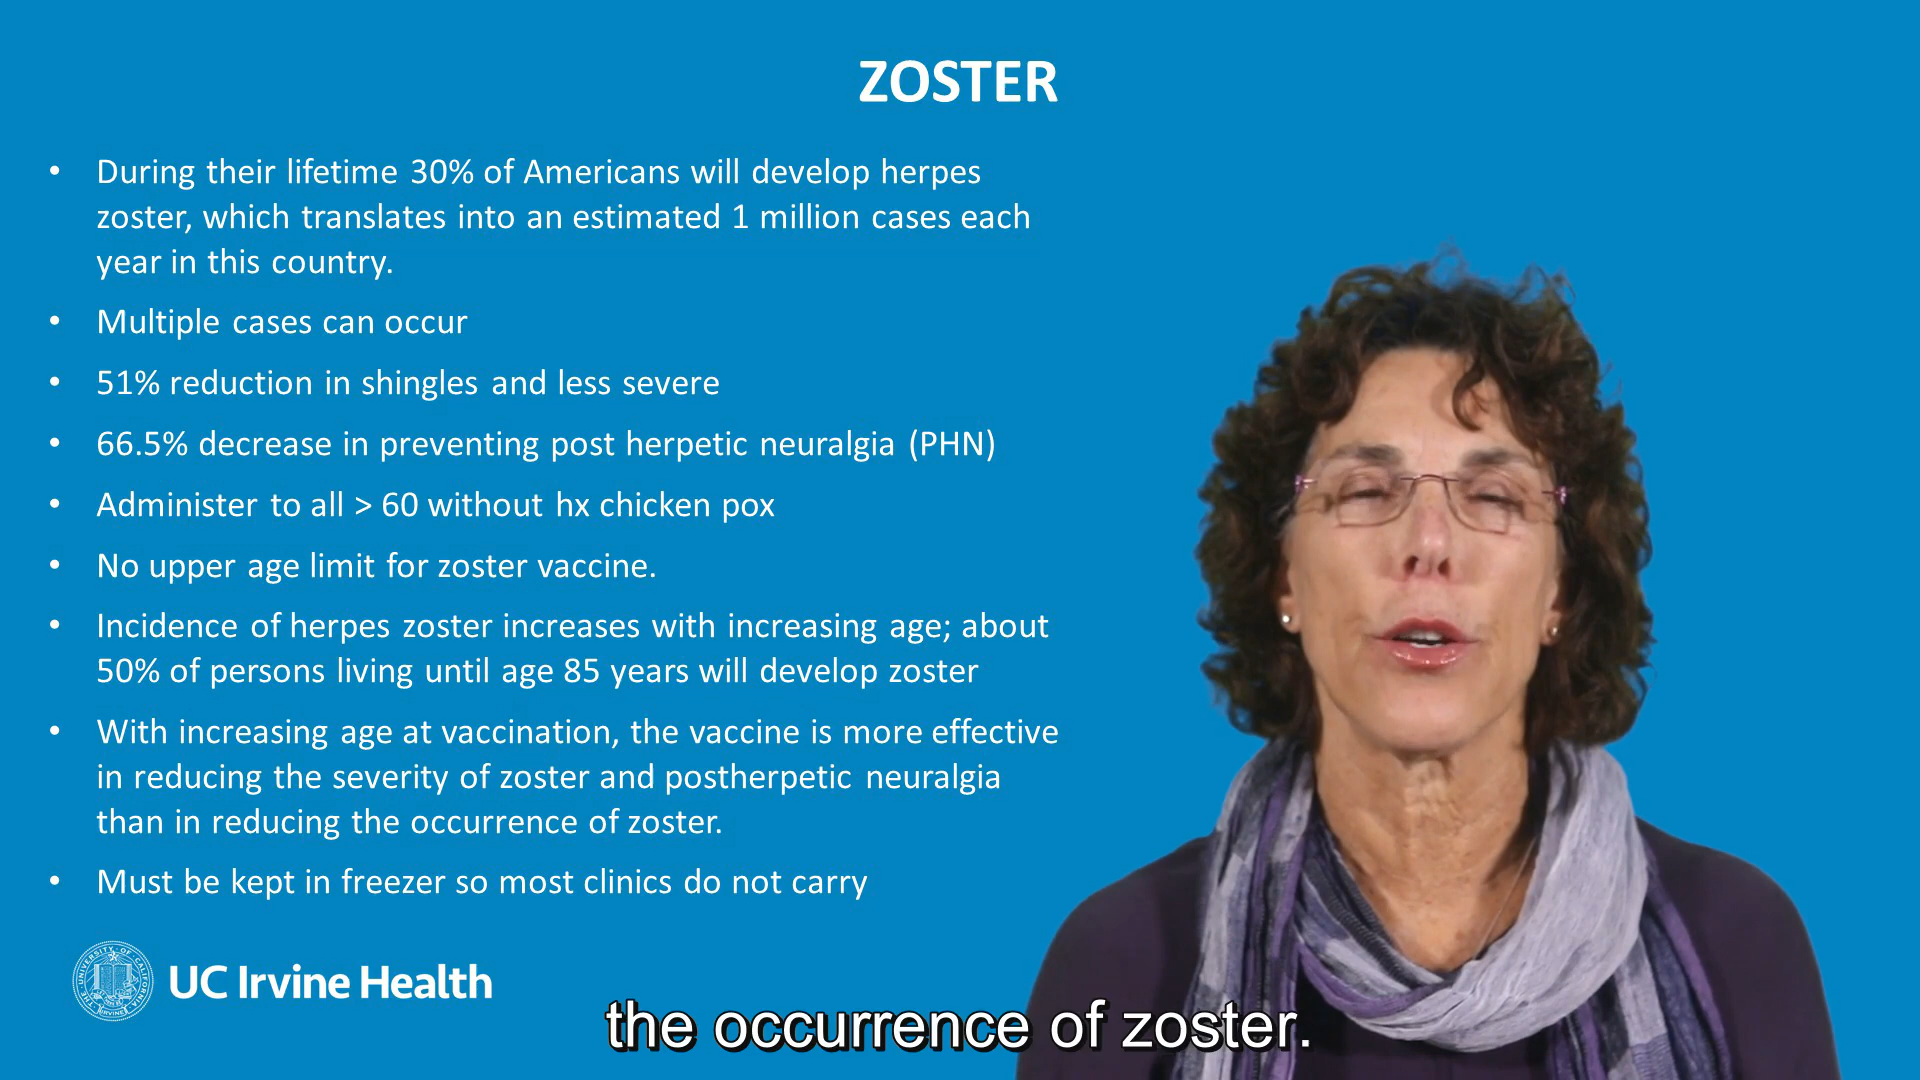 ZOSTER
• During their lifetime 30% of Americans will develop herpes
zoster, which translates into an estimated 1 million cases each
year in this country.
• Multiple cases can occur
• 51% reduction in shingles and less severe
• 66.5% decrease in preventing post herpetic neuralgia (PHN)
• Administer to all > 60 without hx chicken pox
• No upper age limit for zoster vaccine.
• Incidence of herpes zoster increases with increasing age; about
50% of persons living until age 85 years will develop zoster
• With increasing age at vaccination, the vaccine is more effective
in reducing the severity of zoster and postherpetic neuralgia
than in reducing the occurrence of zoster.
• Must be kept in freezer so most clinics do not carry
UC Irvine Health
the occurrence of zoster.